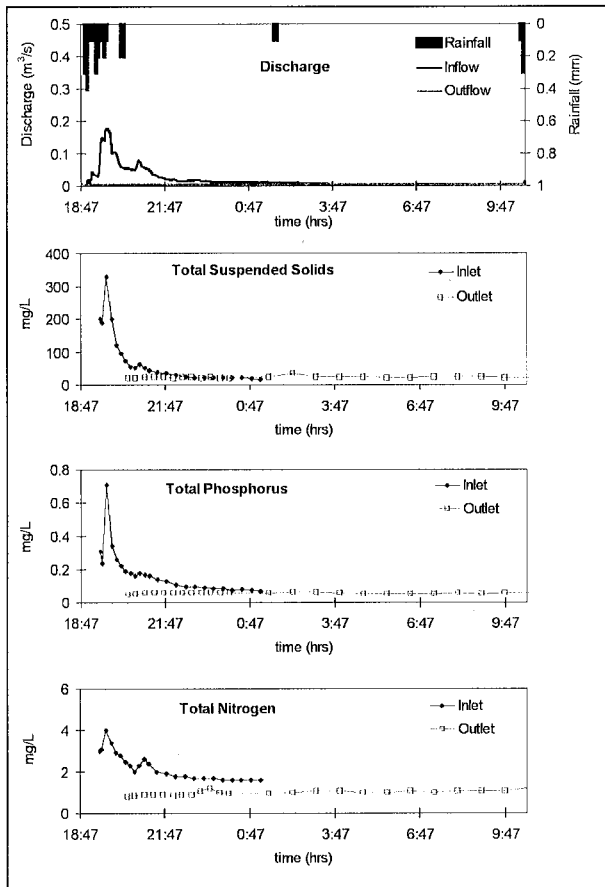 0.5
0.4
0.3
0.2
0.1
0
Discharge (m³/s)
Discharge
Rainfall
Inflow
Outflow
0
0.2
0.4
0.6
0.8
1
Rainfall (mm)
18:47 21:47 0:47 3:47 6:47 9:47
time (hrs)
400
300
200
100
0
mg/L
Total Suspended Solids
Inlet
Outlet
18:47 21:47 0:47 3:47 6:47 9:47
time (hrs)
0.8
0.6
0.4
0.2
0
mg/L
Total Phosphorus
Inlet
Outlet
18:47 21:47 0:47 3:47 6:47 9:47
time (hrs)
6
4
2
0
mg/L
Total Nitrogen
Inlet
Outlet
18:47 21:47 0:47 3:47 6:47 9:47
time (hrs)